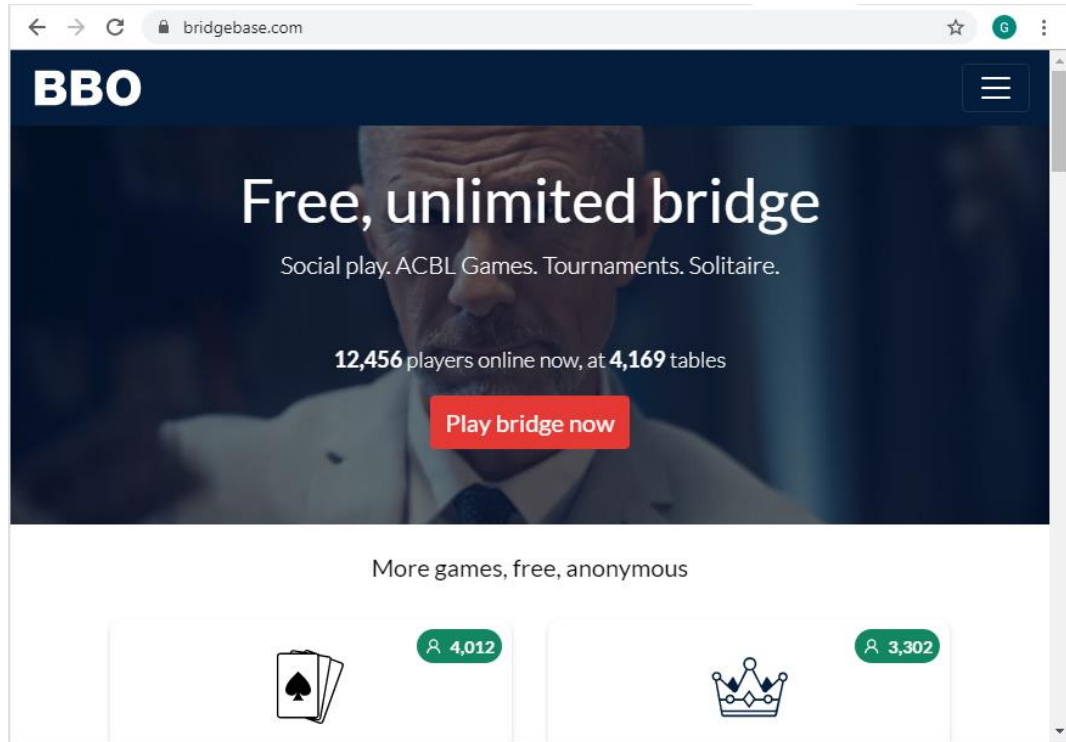 bridgebase.com
G
BBO
Free, unlimited bridge
Social play. ACBL Games. Tournaments. Solitaire.
12,456 players online now, at 4,169 tables
Play bridge now
More games, free, anonymous
4,012
3,302